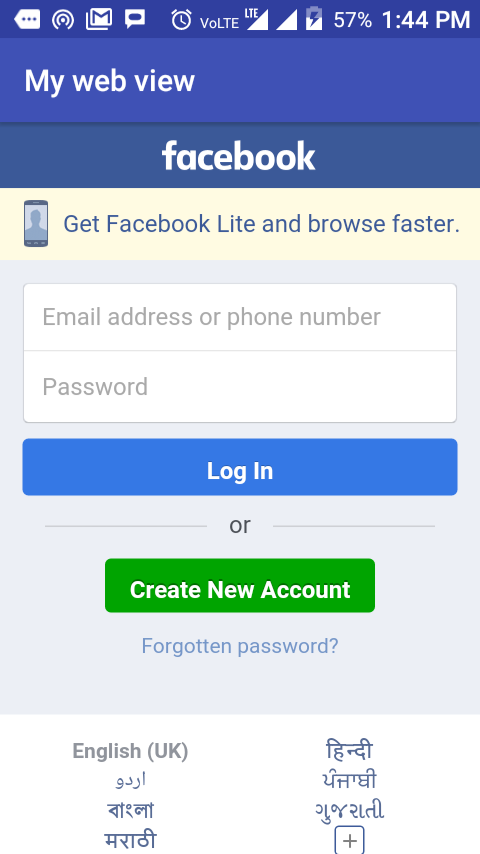 VoLTE LTE 57% 1:44 PM
My web view
facebook
Get Facebook Lite and browse faster.
Email address or phone number
Password
Log In
or
Create New Account
Forgotten password?
English (UK) हिन्दी
اردو ਪੰਜਾਬੀ
বাংলা ગુજરાતી
मराठी +